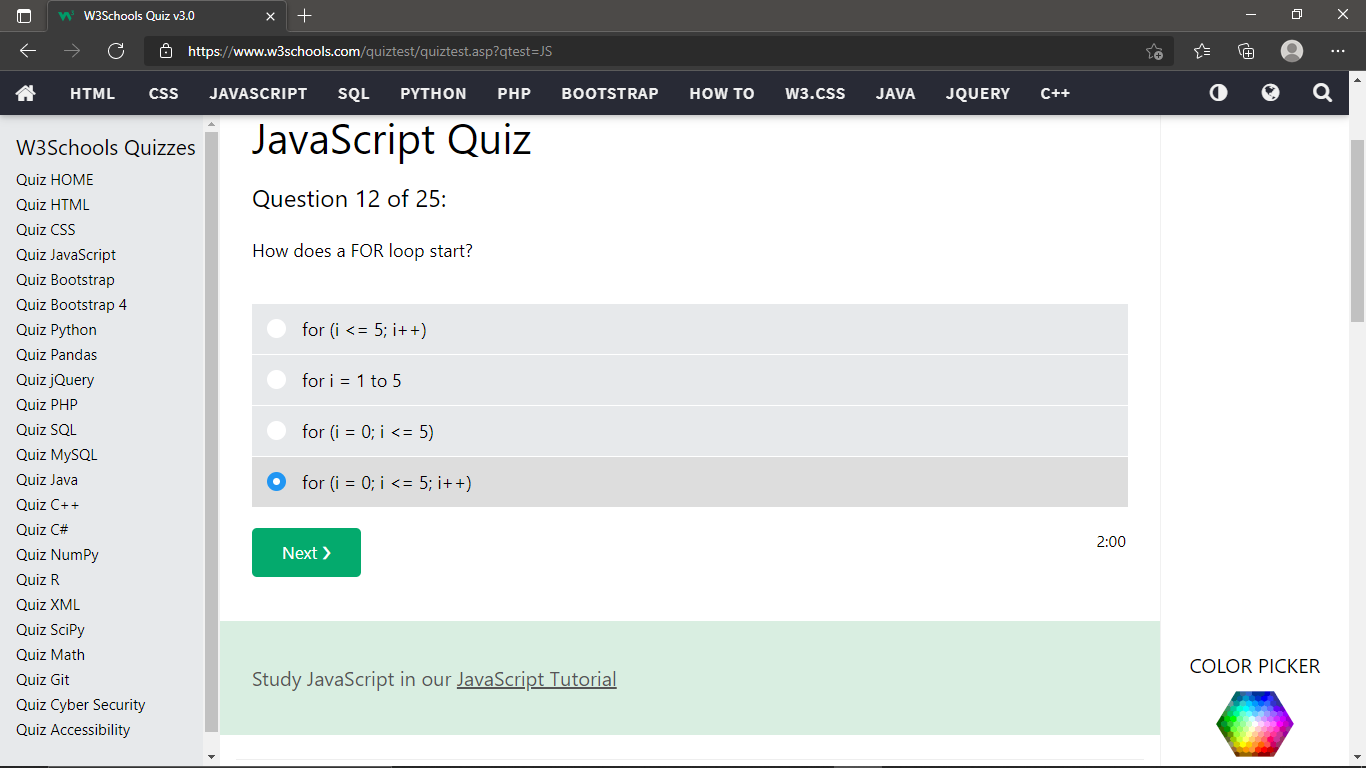 W3Schools Quiz v3.0
https://www.w3schools.com/quiztest/quiztest.asp?qtest=JS
HTML CSS JAVASCRIPT SQL PYTHON PHP BOOTSTRAP HOW TO W3.CSS JAVA JQUERY C++
W3Schools Quizzes
Quiz HOME
Quiz HTML
Quiz CSS
Quiz JavaScript
Quiz Bootstrap
Quiz Bootstrap 4
Quiz Python
Quiz Pandas
Quiz jQuery
Quiz PHP
Quiz SQL
Quiz MySQL
Quiz Java
Quiz C++
Quiz C#
Quiz NumPy
Quiz R
Quiz XML
Quiz SciPy
Quiz Math
Quiz Git
Quiz Cyber Security
Quiz Accessibility
JavaScript Quiz
Question 12 of 25:
How does a FOR loop start?
for (i <= 5; i++)
for i = 1 to 5
for (i = 0; i <= 5)
for (i = 0; i <= 5; i++)
Next ❯
2:00
Study JavaScript in our JavaScript Tutorial
COLOR PICKER